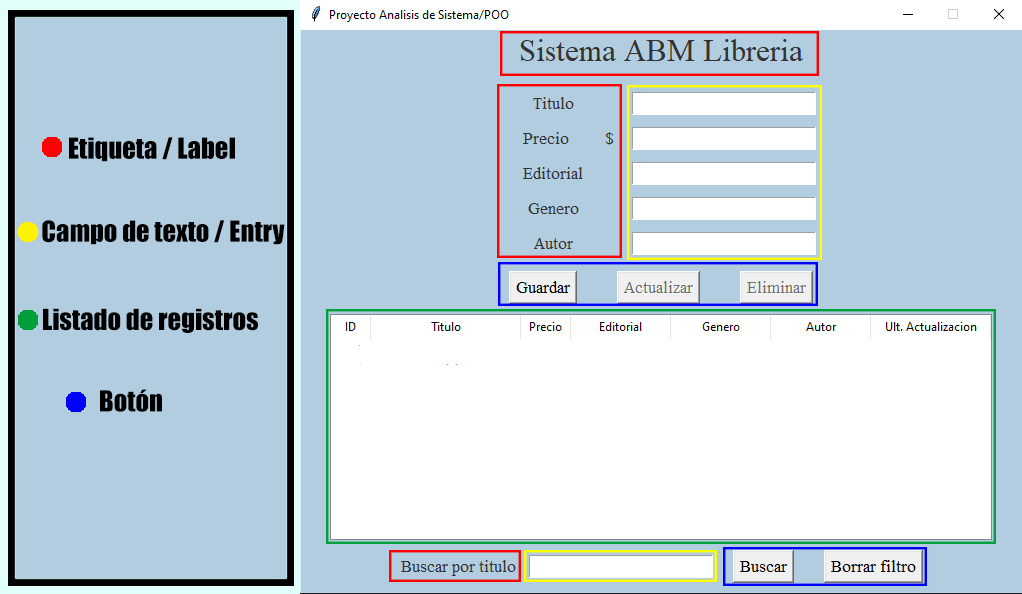 Etiqueta / Label
Campo de texto / Entry
Listado de registros
Botón
Proyecto Analisis de Sistema/POO
Sistema ABM Libreria
Titulo
Precio $
Editorial
Genero
Autor
Guardar Actualizar Eliminar
ID Titulo Precio Editorial Genero Autor Ult. Actualizacion
Buscar por titulo Buscar Borrar filtro